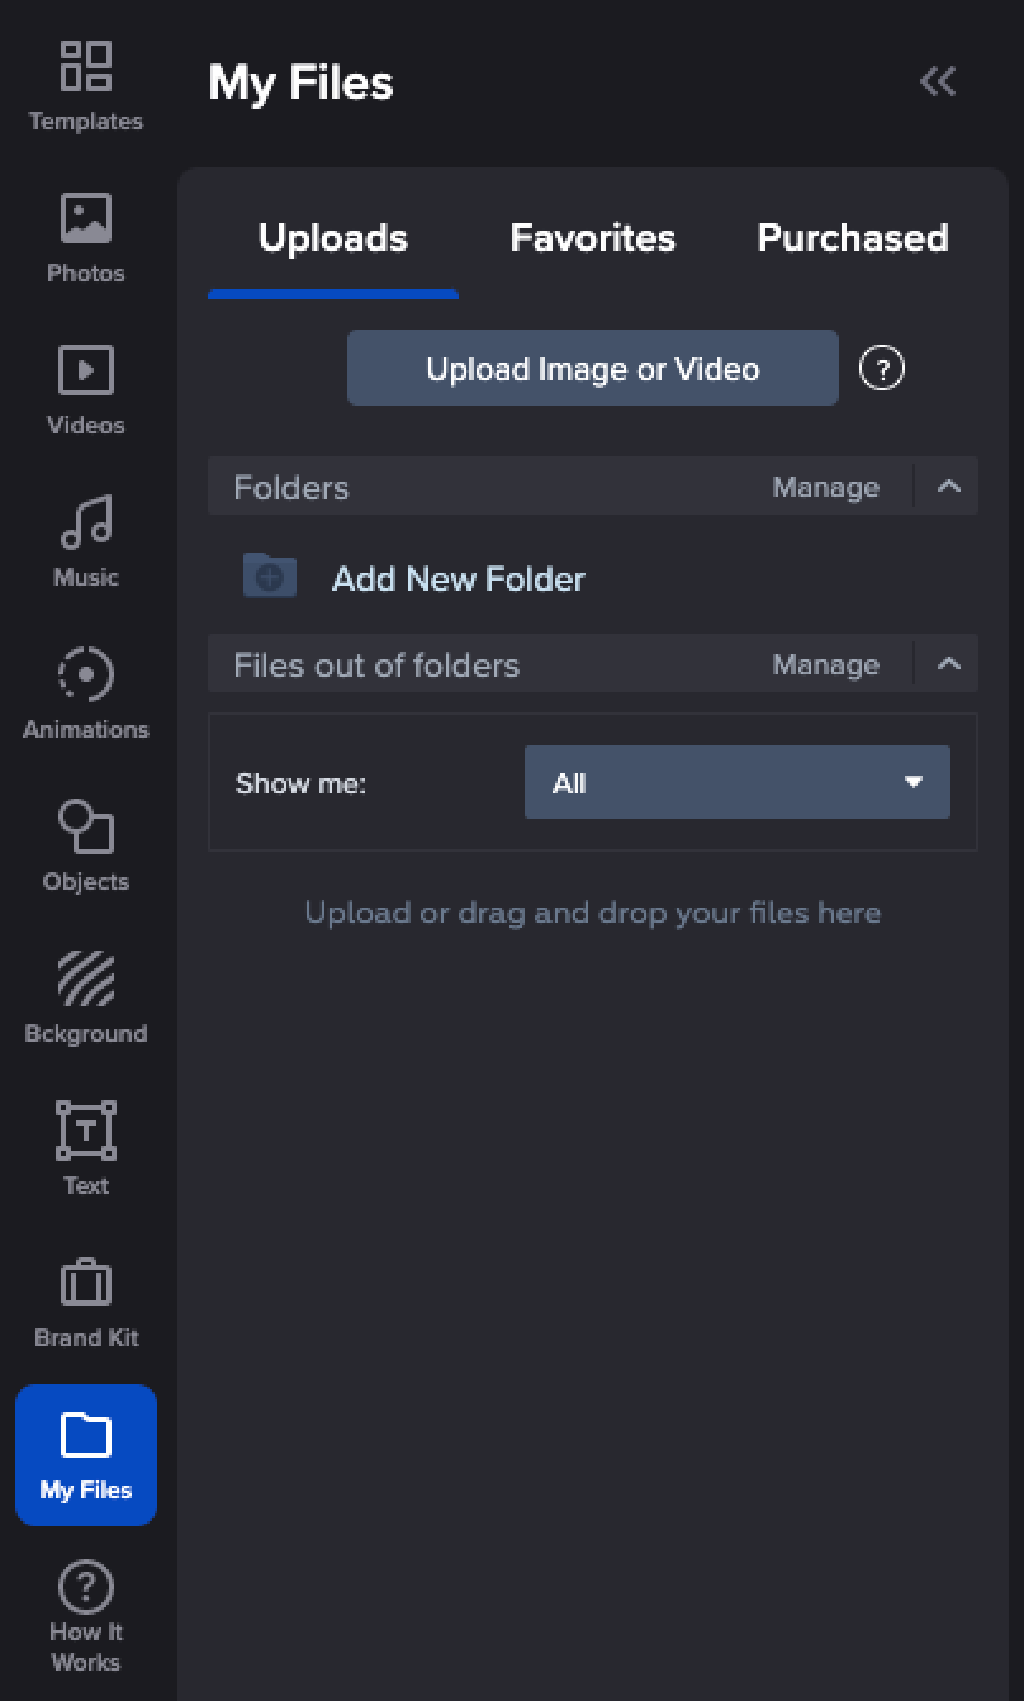 Templates
Photos
Videos
Music
Animations
Objects
Bckground
Text
Brand Kit
My Files
How It
Works
My Files
Uploads Favorites Purchased
Upload Image or Video ?
Folders Manage
Add New Folder
Files out of folders Manage
Show me: All
Upload or drag and drop your files here